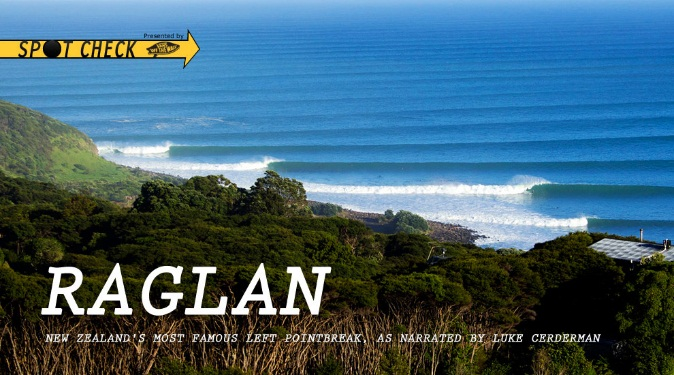 Presented by
SPOT CHECK
RAGLAN
NEW ZEALAND'S MOST FAMOUS LEFT POINTBREAK, AS NARRATED BY LUKE CERDERMAN